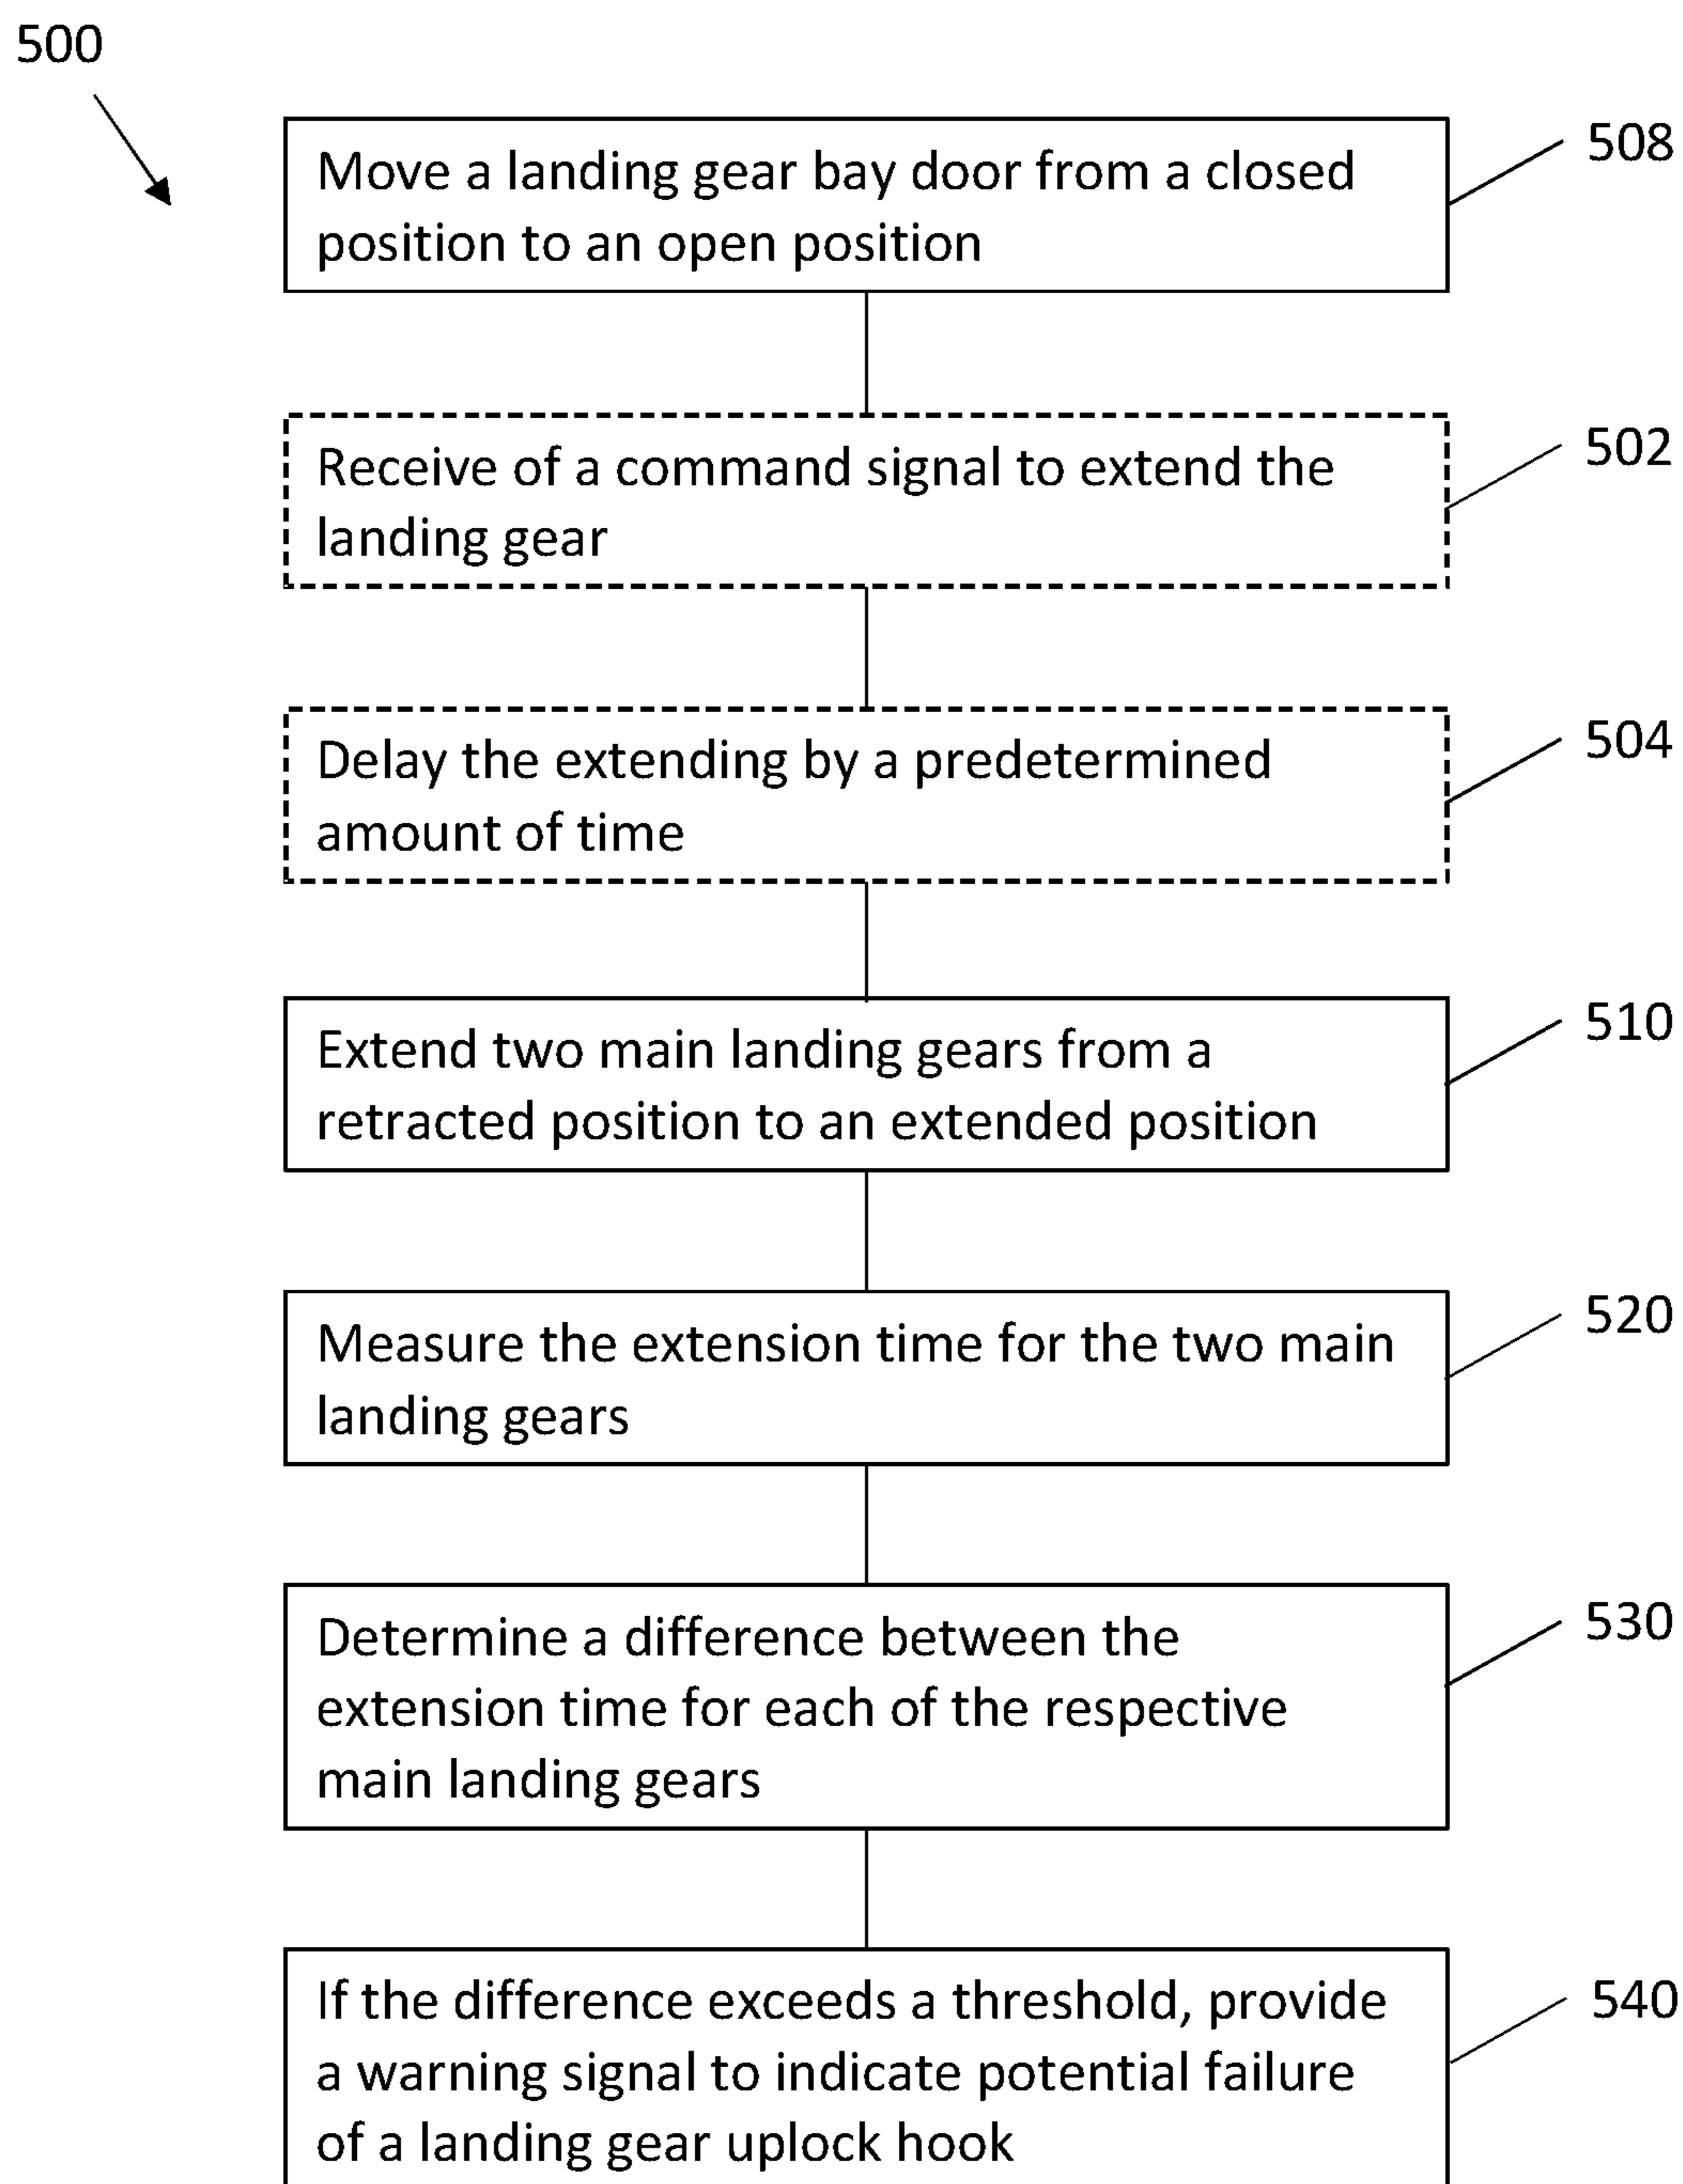 500
Move a landing gear bay door from a closed
position to an open position
508
Receive of a command signal to extend the
landing gear
502
Delay the extending by a predetermined
amount of time
504
Extend two main landing gears from a
retracted position to an extended position
510
Measure the extension time for the two main
landing gears
520
Determine a difference between the
extension time for each of the respective
main landing gears
530
If the difference exceeds a threshold, provide
a warning signal to indicate potential failure
of a landing gear uplock hook
540